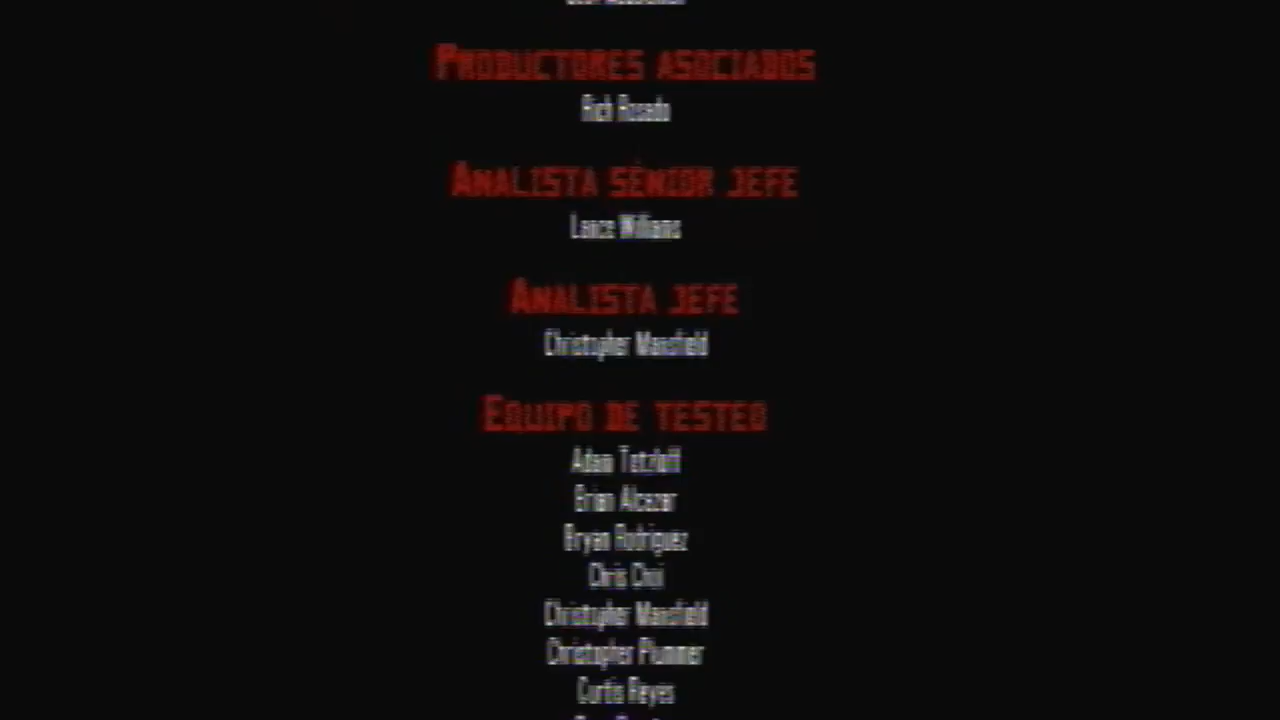 Productores asociados
Rich Rosado
Analista sénior jefe
Lance Williams
Analista jefe
Christopher Mansfield
Equipo de testeo
Adam Tetzloff
Brian Alcazar
Bryan Rodriguez
Chris Choi
Christopher Mansfield
Christopher Plummer
Curtis Reyes